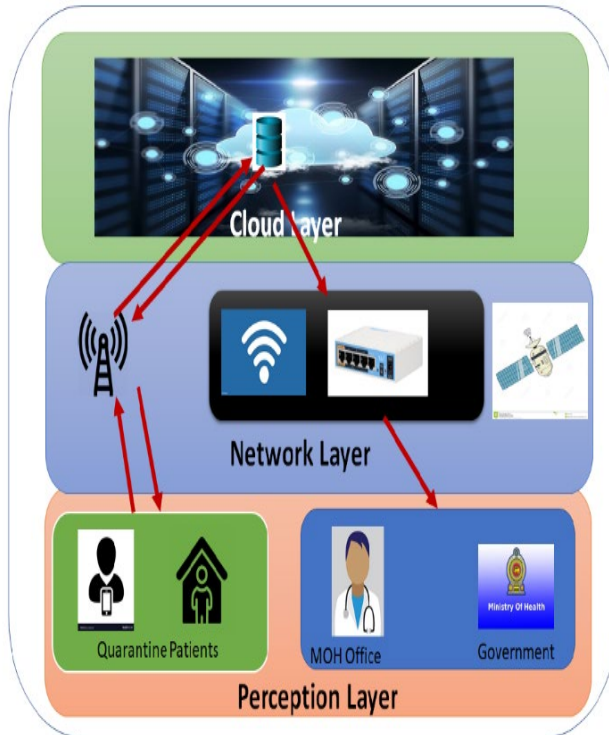 Cloud Layer
Network Layer
Ministry Of Health
Quarantine Patients
MOH Office
Government
Perception Layer